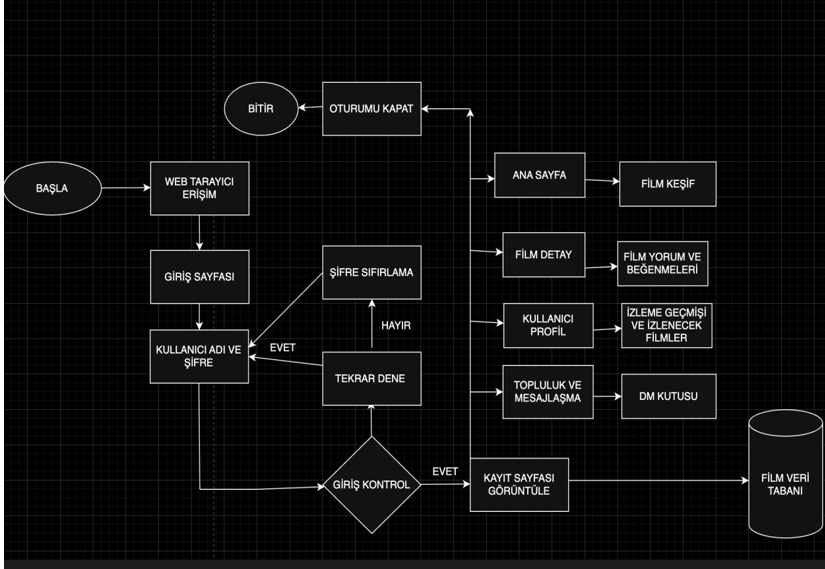 BİTİR
OTURUMU KAPAT
BAŞLA
WEB TARAYICI
ERİŞİM
ANA SAYFA
FİLM KEŞİF
GİRİŞ SAYFASI
ŞİFRE SIFIRLAMA
FİLM DETAY
FİLM YORUM VE
BEĞENMELERİ
HAYIR
KULLANICI
PROFİL
İZLEME GEÇMİŞİ
VE İZLENECEK
FİLMLER
KULLANICI ADI VE
ŞİFRE
EVET
TEKRAR DENE
TOPLULUK VE
MESAJLAŞMA
DM KUTUSU
GİRİŞ KONTROL
EVET
KAYIT SAYFASI
GÖRÜNTÜLE
FİLM VERİ
TABANI